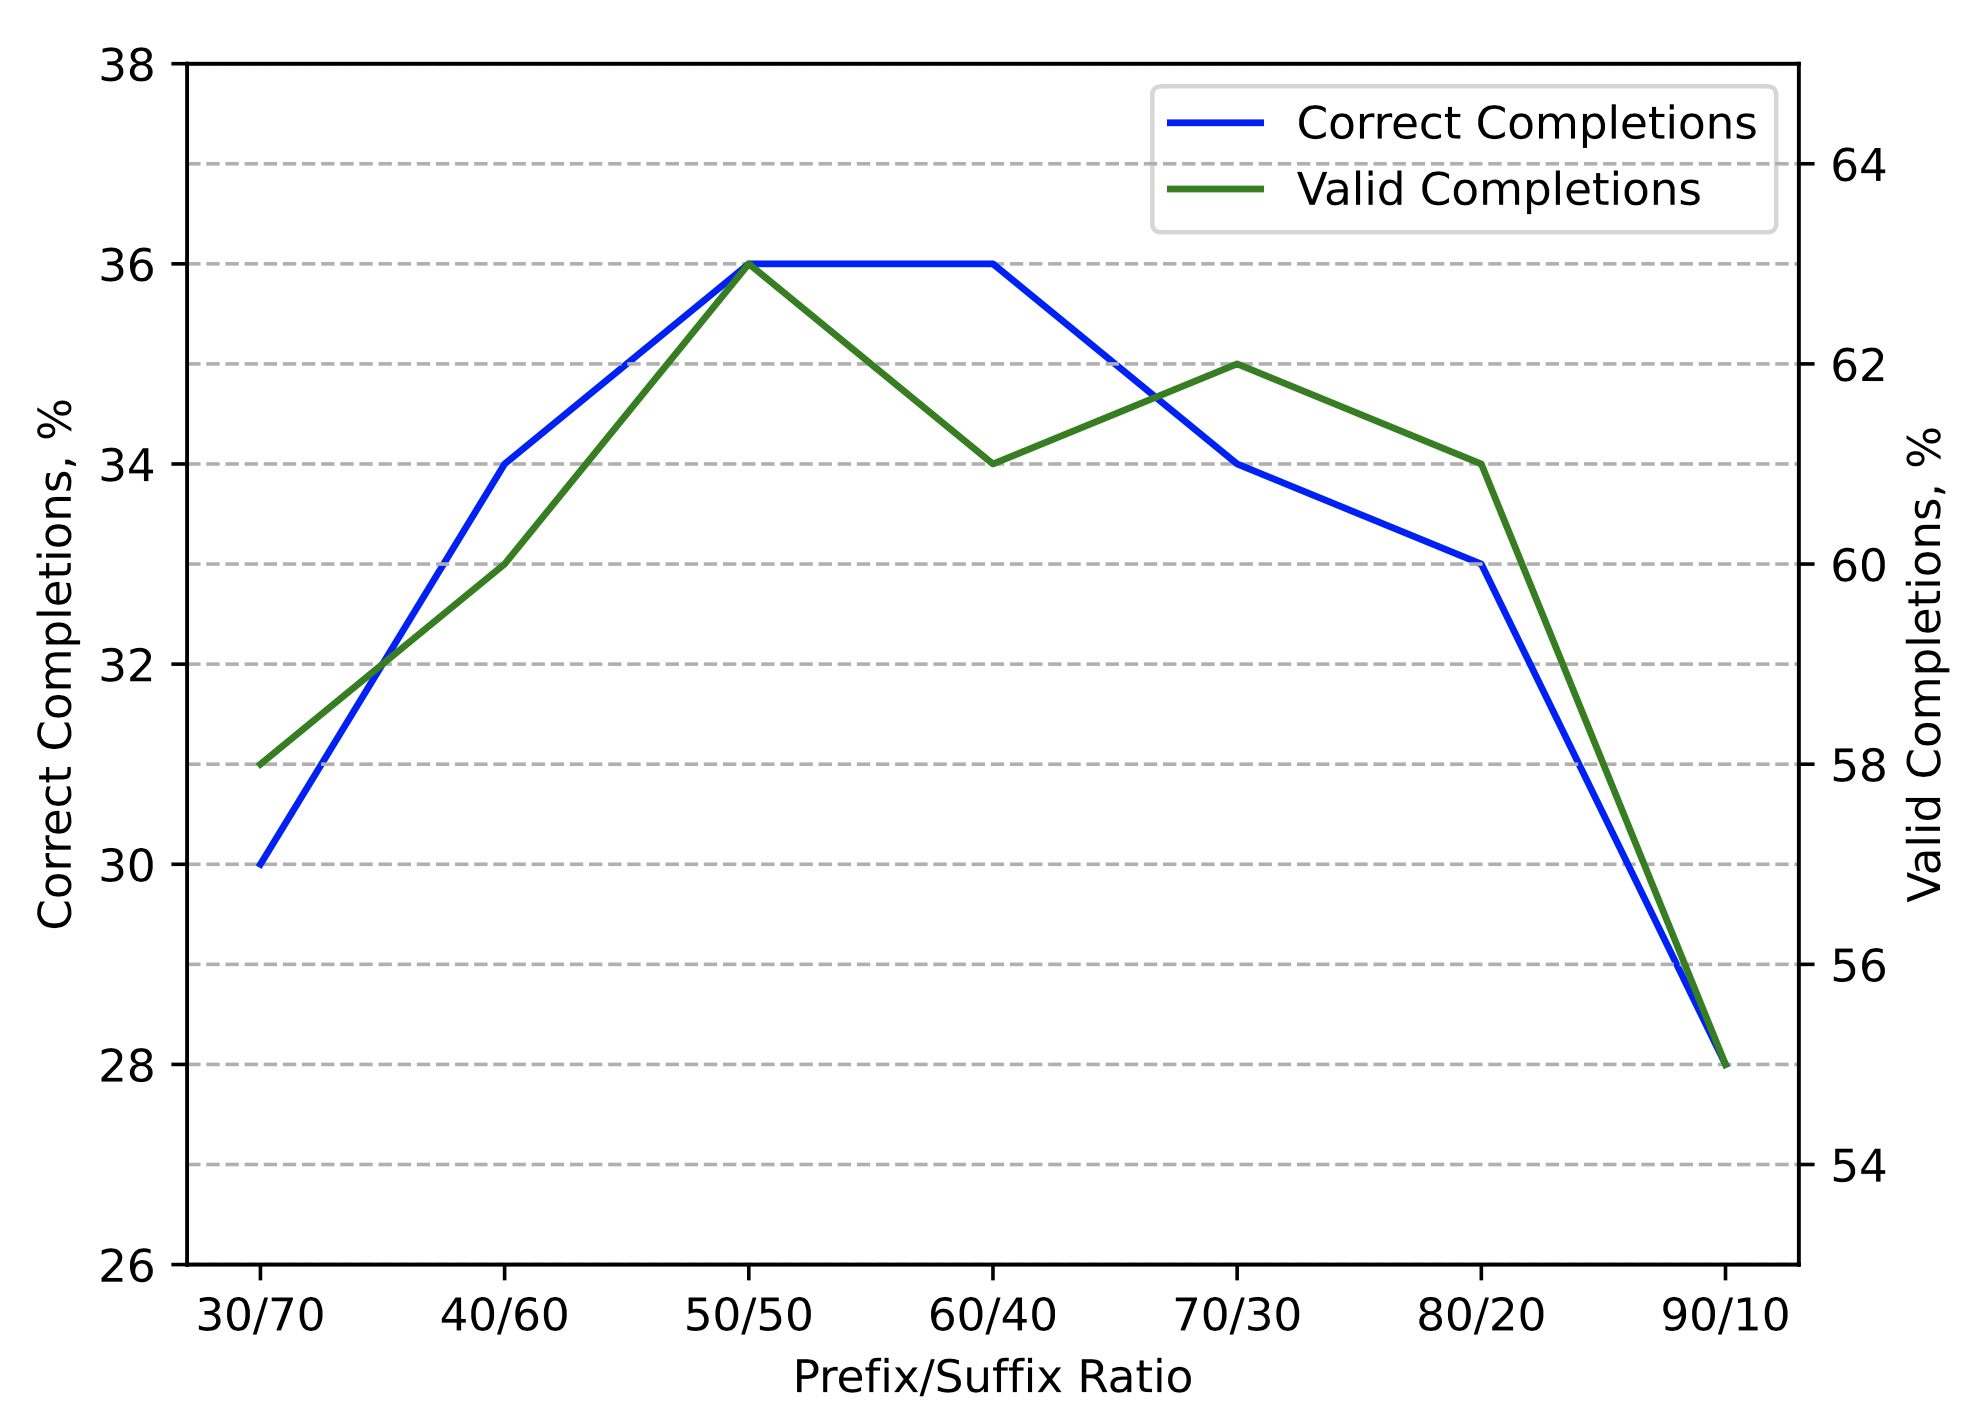 38
36
34
32
30
28
26
Correct Completions, %
Correct Completions
Valid Completions
64
62
60
58
56
54
Valid Completions, %
30/70 40/60 50/50 60/40 70/30 80/20 90/10
Prefix/Suffix Ratio